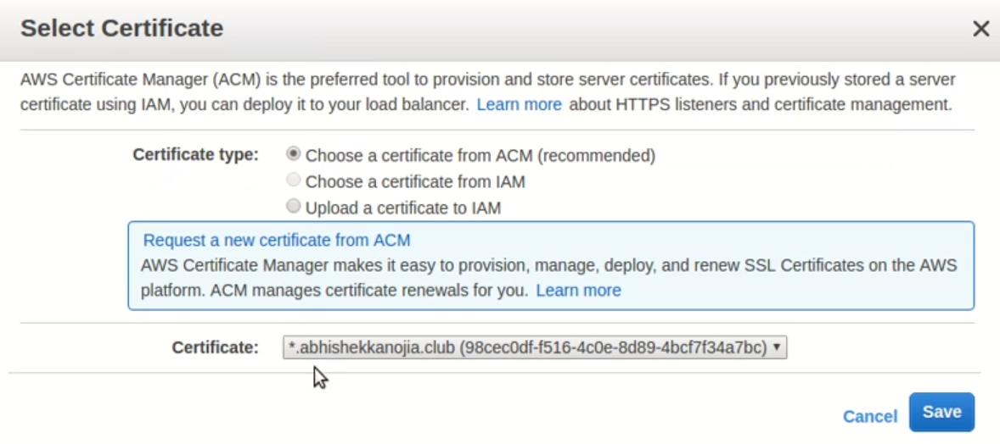 Select Certificate
AWS Certificate Manager (ACM) is the preferred tool to provision and store server certificates. If you previously stored a server
certificate using IAM, you can deploy it to your load balancer. Learn more about HTTPS listeners and certificate management.
Certificate type:
Choose a certificate from ACM (recommended)
Choose a certificate from IAM
Upload a certificate to IAM
Request a new certificate from ACM
AWS Certificate Manager makes it easy to provision, manage, deploy, and renew SSL Certificates on the AWS
platform. ACM manages certificate renewals for you. Learn more
Certificate: *.abhishekkanojia.club (98cec0df-f516-4c0e-8d89-4bcf7f34a7bc)
Cancel Save